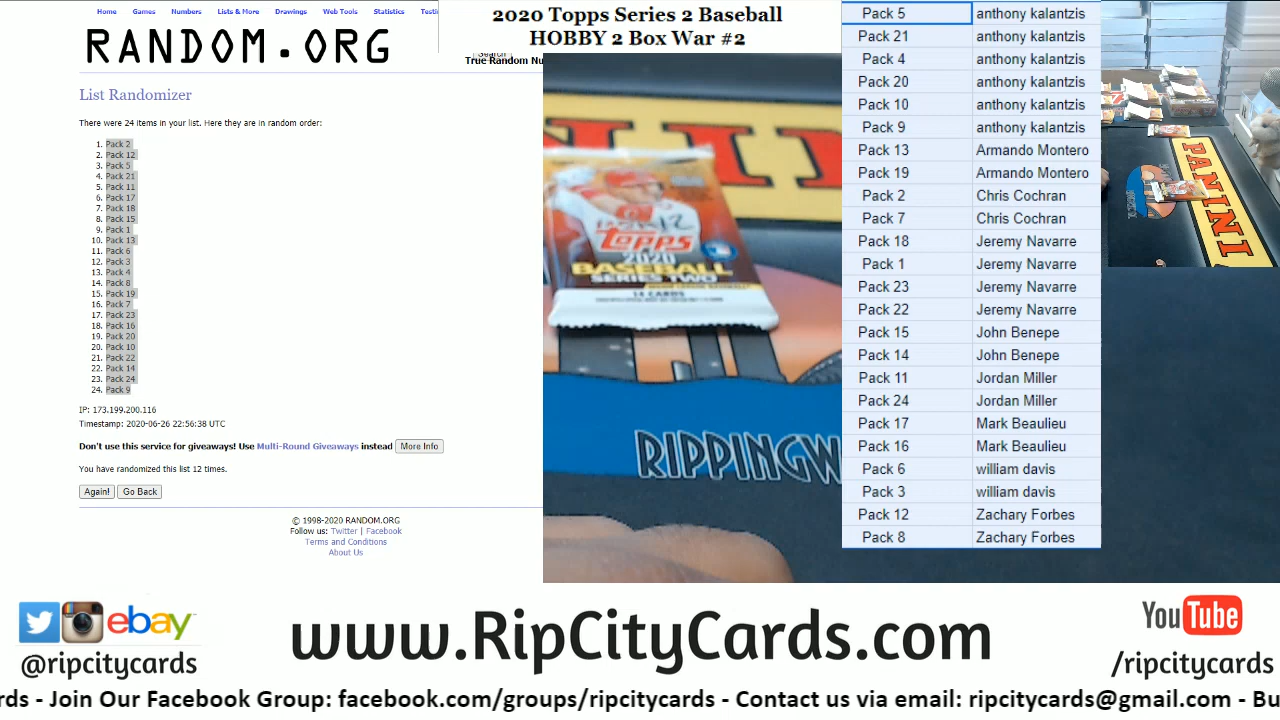 Home Games Numbers Lists & More Drawings Web Tools Statistics
RANDOM.ORG
Search
True Random Nu
List Randomizer
There were 24 items in your list. Here they are in random order:
1. Pack 2
2. Pack 12
3. Pack 5
4. Pack 21
5. Pack 11
6. Pack 17
7. Pack 18
8. Pack 15
9. Pack 1
10. Pack 13
11. Pack 6
12. Pack 3
13. Pack 4
14. Pack 8
15. Pack 19
16. Pack 7
17. Pack 23
18. Pack 16
19. Pack 20
20. Pack 10
21. Pack 22
22. Pack 14
23. Pack 24
24. Pack 9
IP: 173.199.200.116
Timestamp: 2020-06-26 22:56:38 UTC
Don't use this service for giveaways! Use Multi-Round Giveaways instead More Info
You have randomized this list 12 times.
Again! Go Back
© 1998-2020 RANDOM.ORG
Follow us: Twitter | Facebook
Terms and Conditions
About Us
2020 Topps Series 2 Baseball
HOBBY 2 Box War #2
12
topps
2020
BASEBALL
SERIES TWO
14 CARDS
RIPPINGW
Pack 5 anthony kalantzis
Pack 21 anthony kalantzis
Pack 4 anthony kalantzis
Pack 20 anthony kalantzis
Pack 10 anthony kalantzis
Pack 9 anthony kalantzis
Pack 13 Armando Montero
Pack 19 Armando Montero
Pack 2 Chris Cochran
Pack 7 Chris Cochran
Pack 18 Jeremy Navarre
Pack 1 Jeremy Navarre
Pack 23 Jeremy Navarre
Pack 22 Jeremy Navarre
Pack 15 John Benepe
Pack 14 John Benepe
Pack 11 Jordan Miller
Pack 24 Jordan Miller
Pack 17 Mark Beaulieu
Pack 16 Mark Beaulieu
Pack 6 william davis
Pack 3 william davis
Pack 12 Zachary Forbes
Pack 8 Zachary Forbes
PANINI
ebay
@ripcitycards
www.RipCityCards.com
YouTube
/ripcitycards
rds - Join Our Facebook Group: facebook.com/groups/ripcitycards - Contact us via email: ripcitycards@gmail.com - Bu